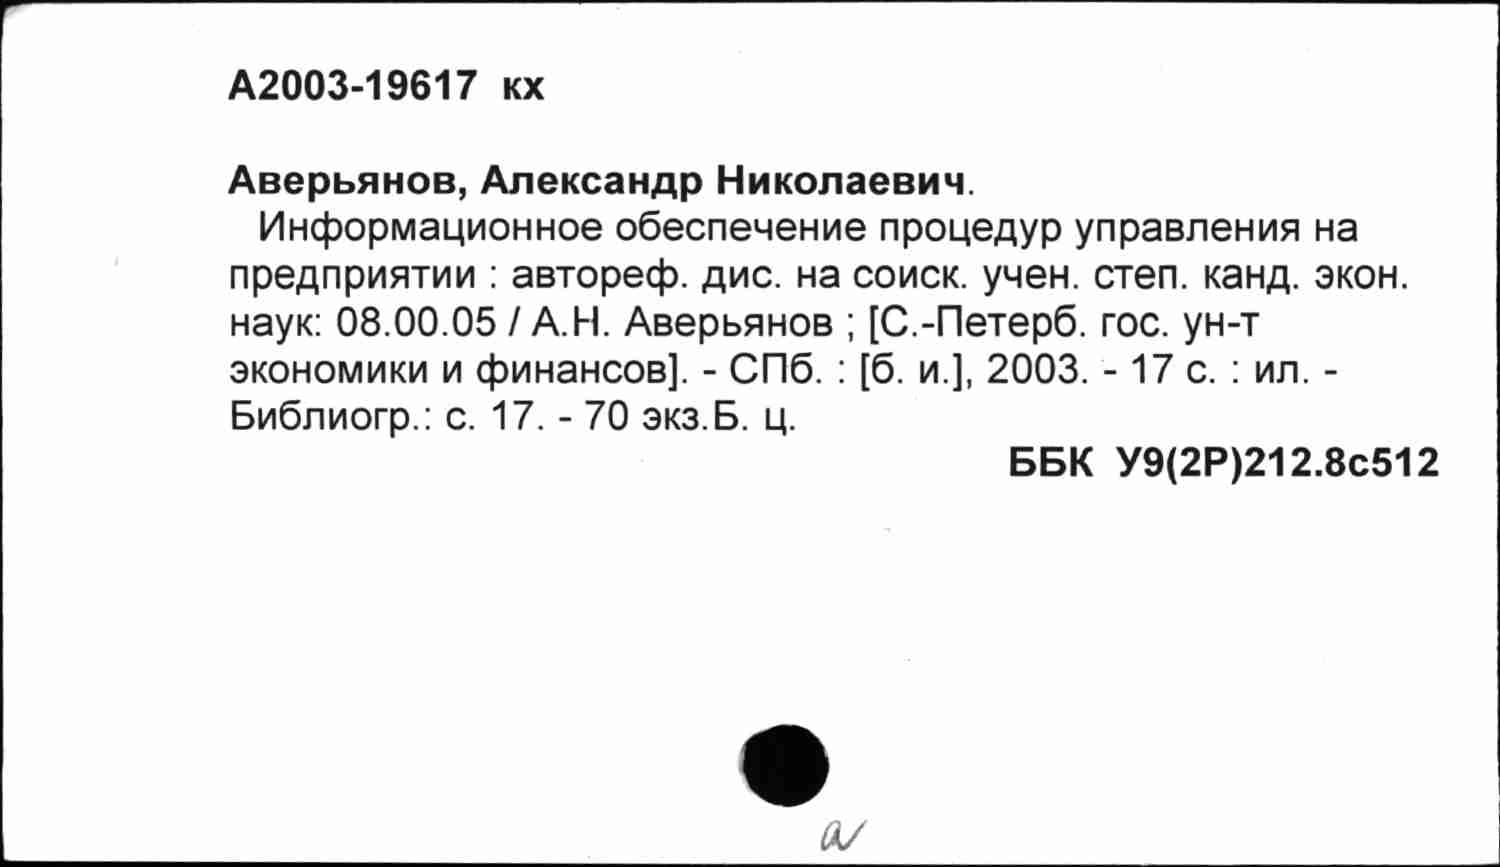 А2003-19617 кх
Аверьянов, Александр Николаевич.
Информационное обеспечение процедур управления на
предприятии : автореф. дис. на соиск. учен. степ. канд. экон.
наук: 08.00.05 / А.Н. Аверьянов ; [С.-Петерб. гос. ун-т
экономики и финансов]. - СПб. : [б. и.], 2003. - 17 с. : ил. -
Библиогр.: с. 17. - 70 экз.Б. ц.
ББК У9(2Р)212.8с512